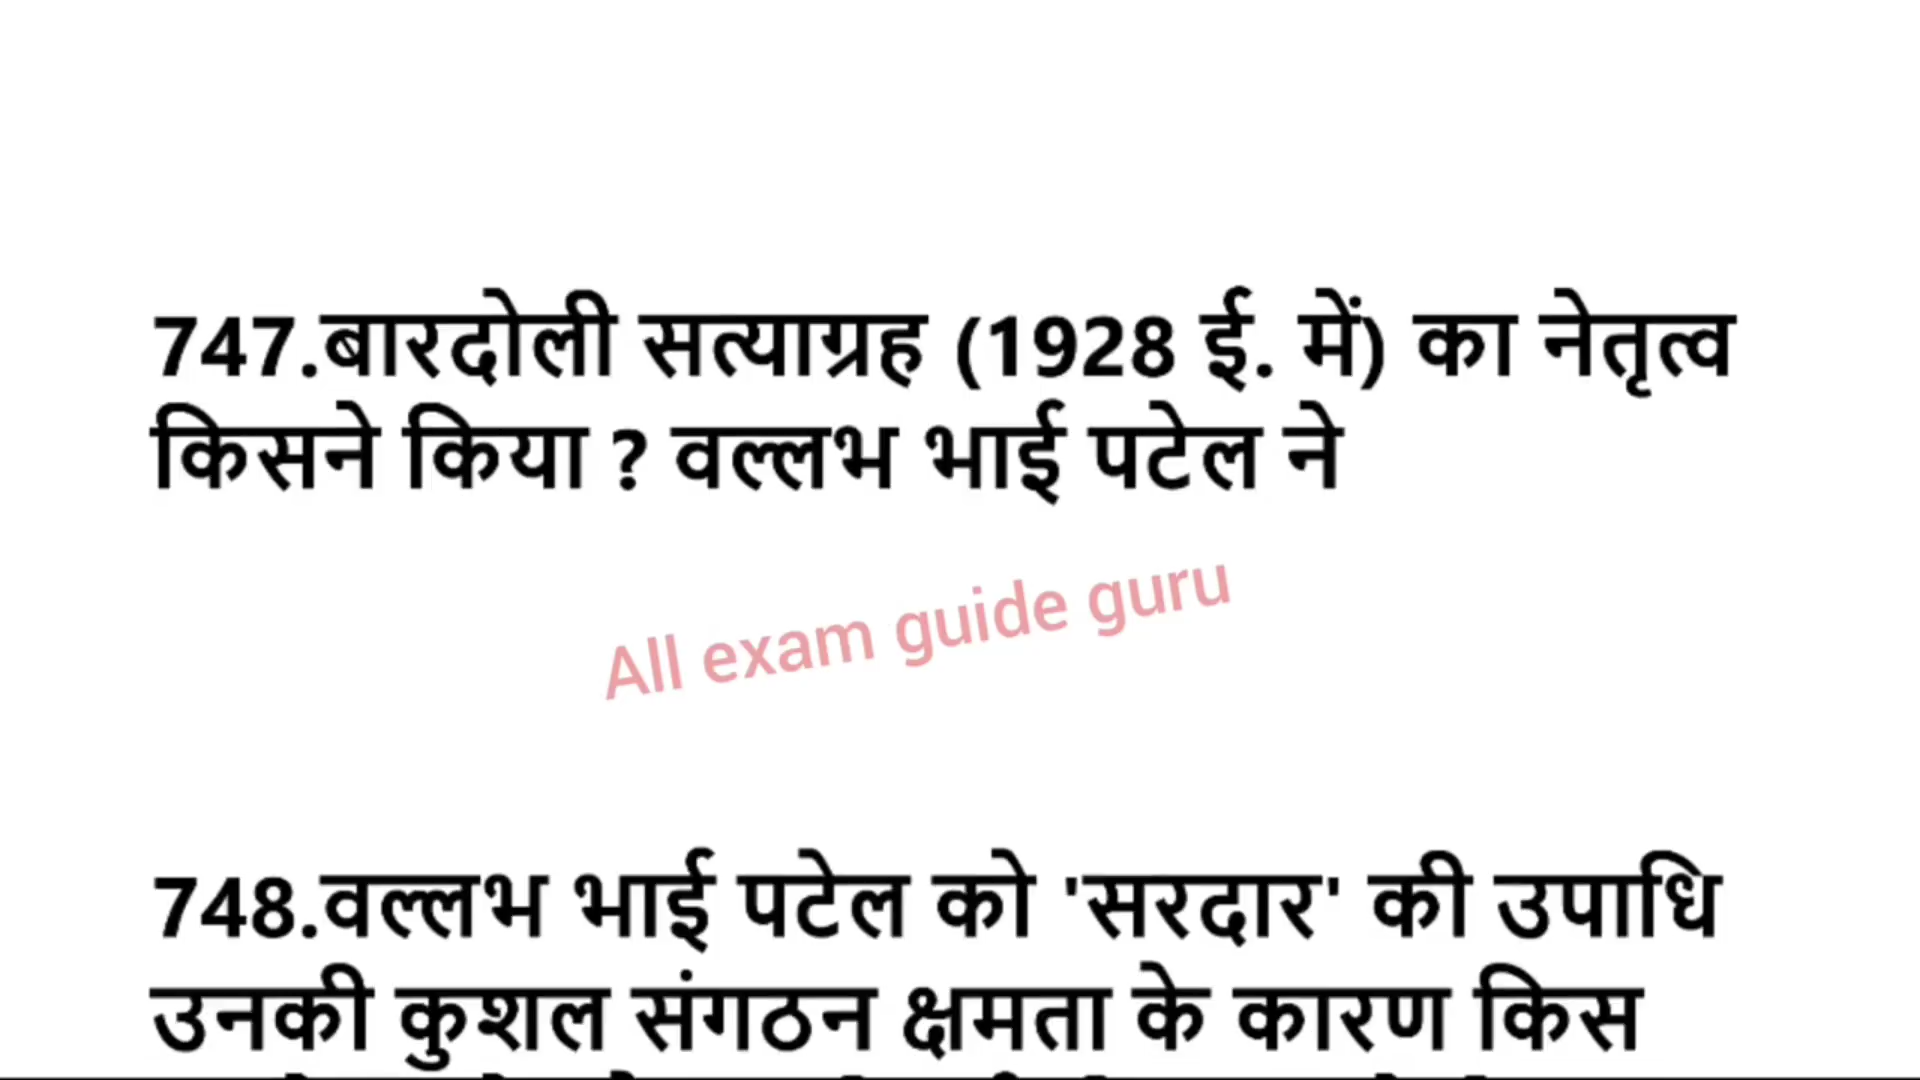 747.बारदोली सत्याग्रह (1928 ई. में) का नेतृत्व
किसने किया ? वल्लभ भाई पटेल ने
All exam guide guru
748.वल्लभ भाई पटेल को 'सरदार' की उपाधि
उनकी कुशल संगठन क्षमता के कारण किस